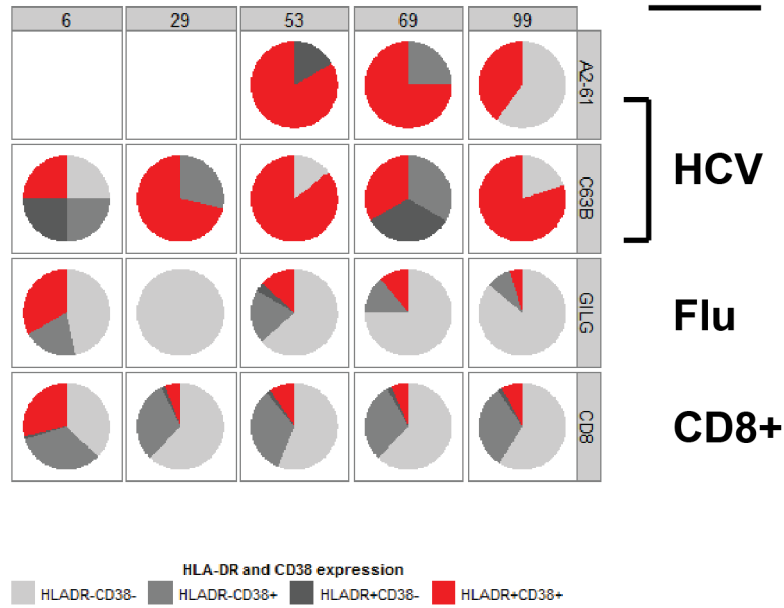 6 29 53 69 99
A2-61
HCV
C63B
GILG
Flu
CD8
CD8+
HLA-DR and CD38 expression
HLADR-CD38- HLADR-CD38+ HLADR+CD38- HLADR+CD38+